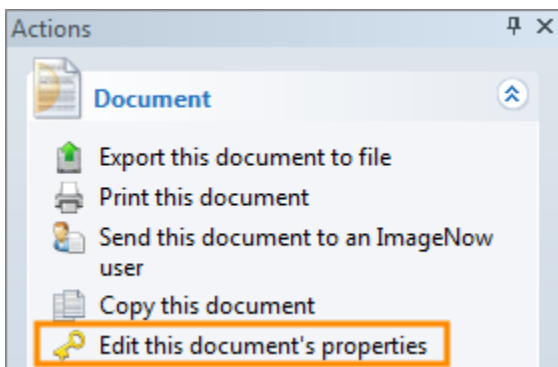 Actions
Document
Export this document to file
Print this document
Send this document to an ImageNow
user
Copy this document
Edit this document's properties